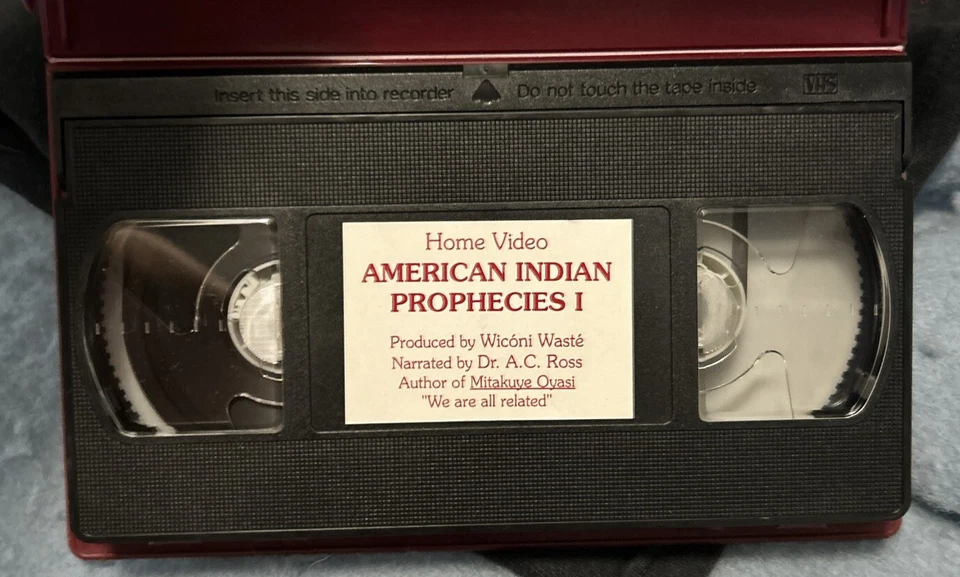 Insert this side into recorder Do not touch the tape inside VHS
Home Video
AMERICAN INDIAN
PROPHECIES I
Produced by Wicóni Wasté
Narrated by Dr. A.C. Ross
Author of Mitakuye Oyasi
"We are all related"